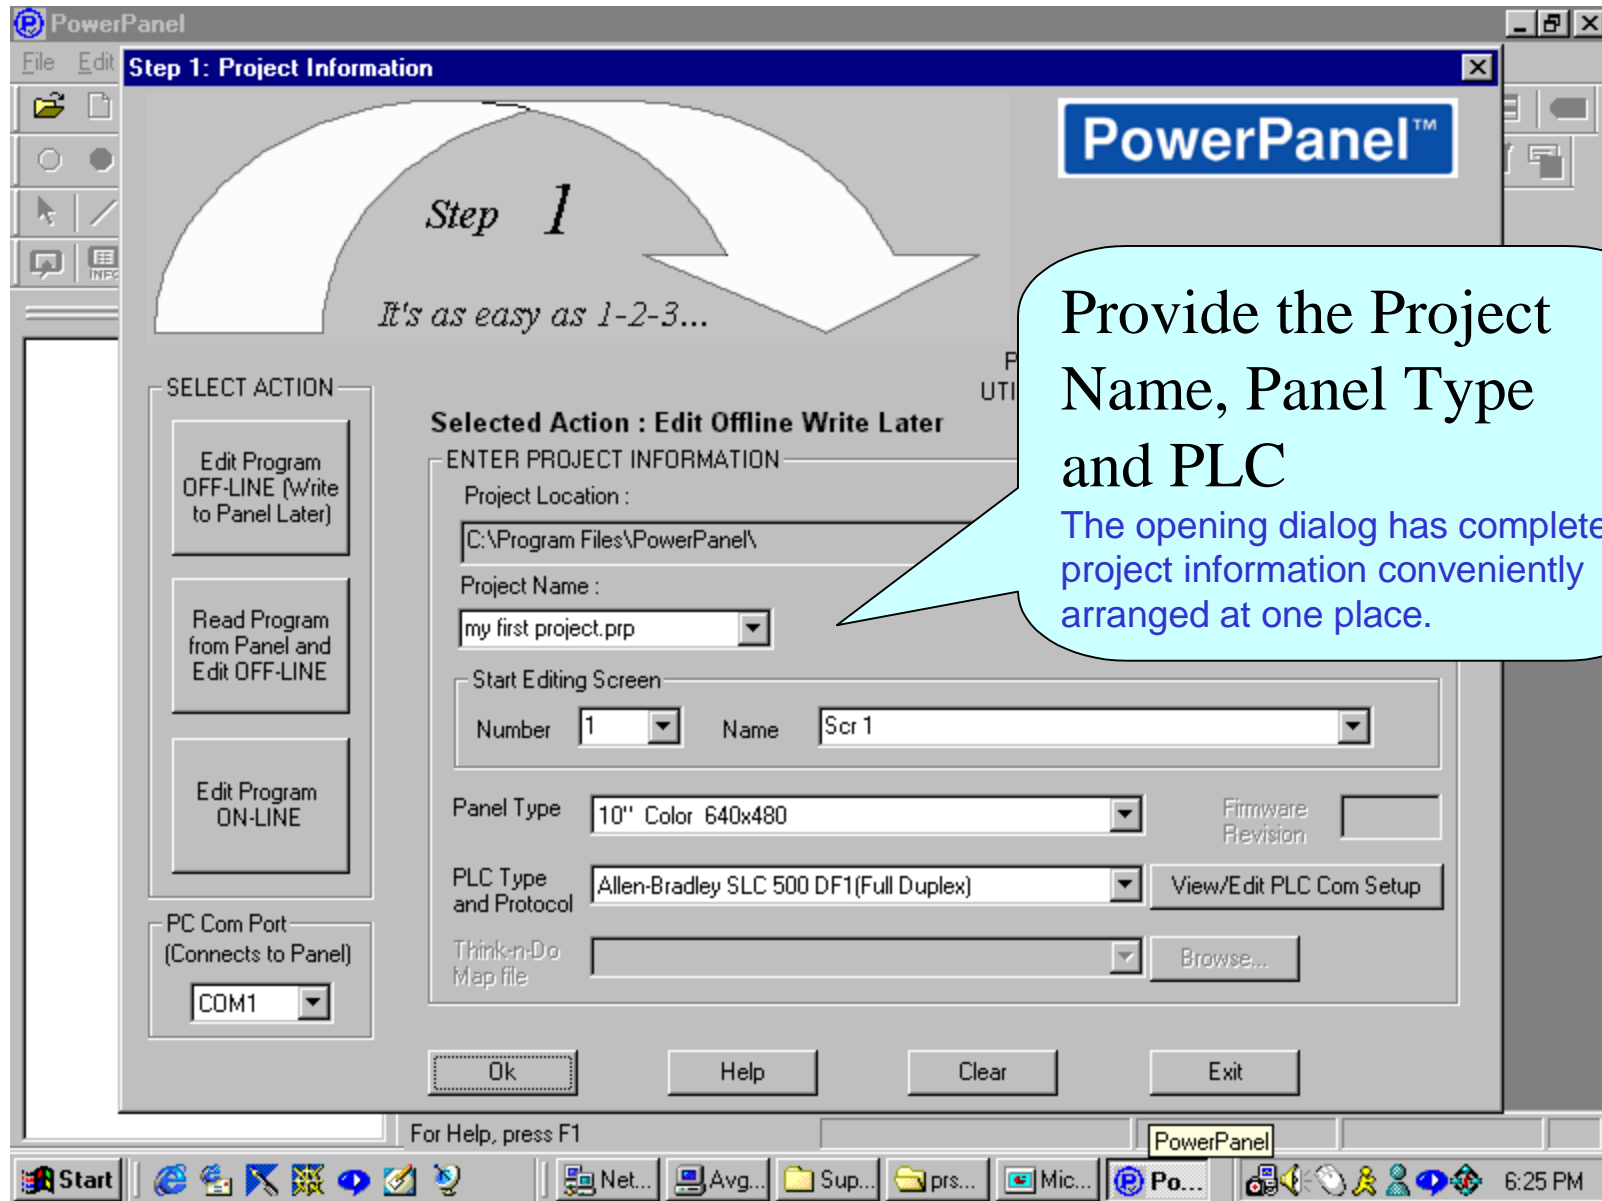 PowerPanel
File Edit
Step 1: Project Information
PowerPanel™
Step 1
It's as easy as 1-2-3...
INFO
Provide the Project
Name, Panel Type
and PLC
The opening dialog has complete
project information conveniently
arranged at one place.
SELECT ACTION
Edit Program
OFF-LINE (Write
to Panel Later)
Read Program
from Panel and
Edit OFF-LINE
Edit Program
ON-LINE
PC Com Port
(Connects to Panel)
COM1
Selected Action : Edit Offline Write Later
ENTER PROJECT INFORMATION
Project Location :
C:\Program Files\PowerPanel\
Project Name :
my first project.prp
Start Editing Screen
Number 1 Name Scr 1
Panel Type 10'' Color 640x480
Firmware
Revision
PLC Type
and Protocol
Allen-Bradley SLC 500 DF1(Full Duplex)
View/Edit PLC Com Setup
Think-n-Do
Map file
Browse...
Ok Help Clear Exit
For Help, press F1
PowerPanel
Start Net... Avg... Sup... prs... Mic... Po... 6:25 PM